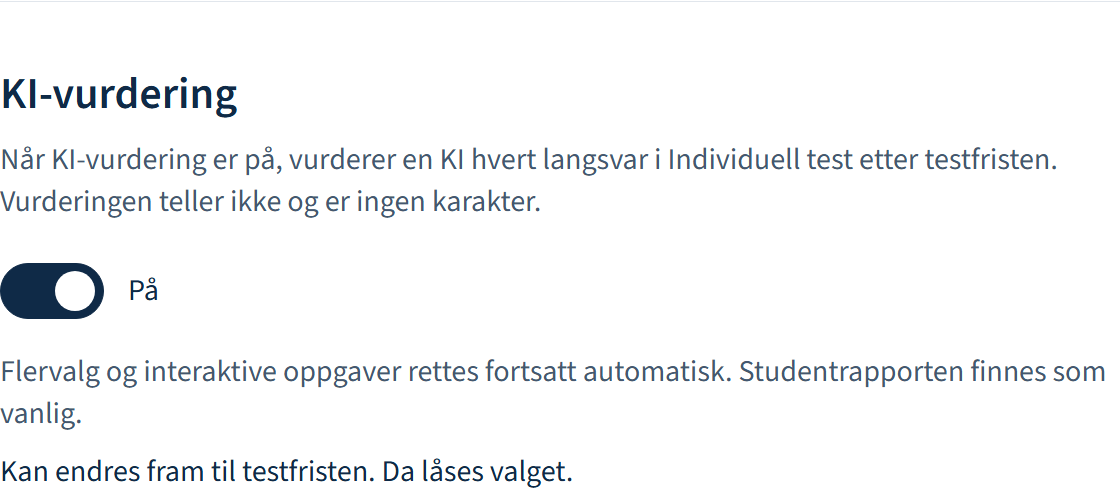 KI-vurdering
Når KI-vurdering er på, vurderer en KI hvert langsvar i Individuell test etter testfristen.
Vurderingen teller ikke og er ingen karakter.
På
Flervalg og interaktive oppgaver rettes fortsatt automatisk. Studentrapporten finnes som
vanlig.
Kan endres fram til testfristen. Da låses valget.